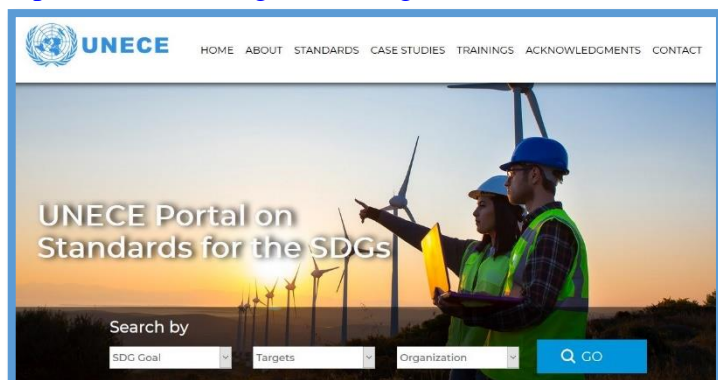 UNECE
HOME ABOUT STANDARDS CASE STUDIES TRAININGS ACKNOWLEDGMENTS CONTACT
UNECE Portal on
Standards for the SDGs
Search by
SDG Goal Targets Organization GO